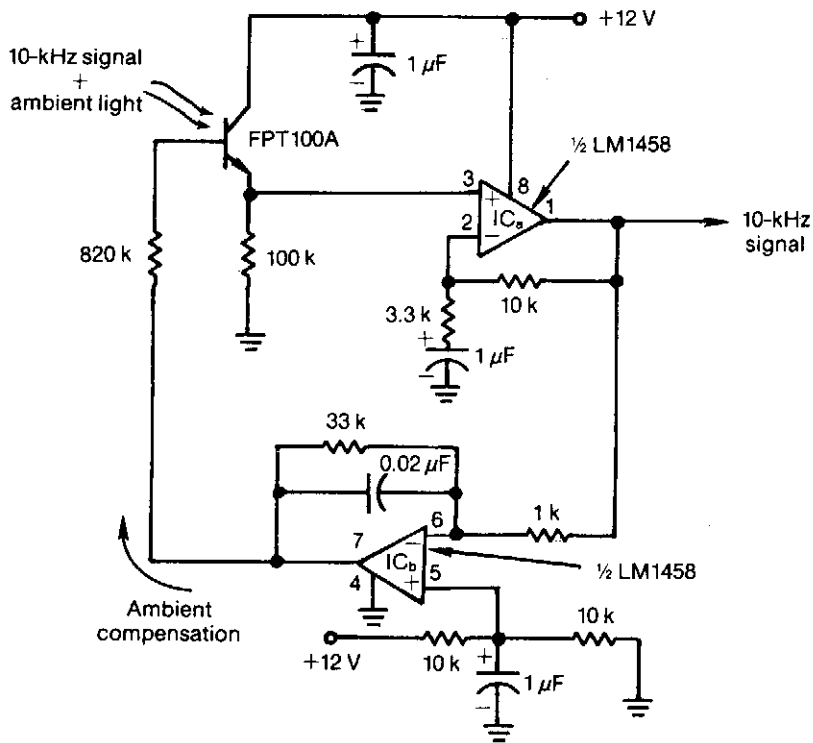 +12 V
10-kHz signal
+
ambient light
+
1 µF
−
FPT100A
½ LM1458
3
8
1
+
ICa
2
−
10-kHz
signal
820 k
100 k
10 k
3.3 k
+
1 µF
−
33 k
0.02 µF
6
1 k
7
−
ICb
5
4
+
½ LM1458
Ambient
compensation
10 k
+12 V
10 k
+
1 µF
−